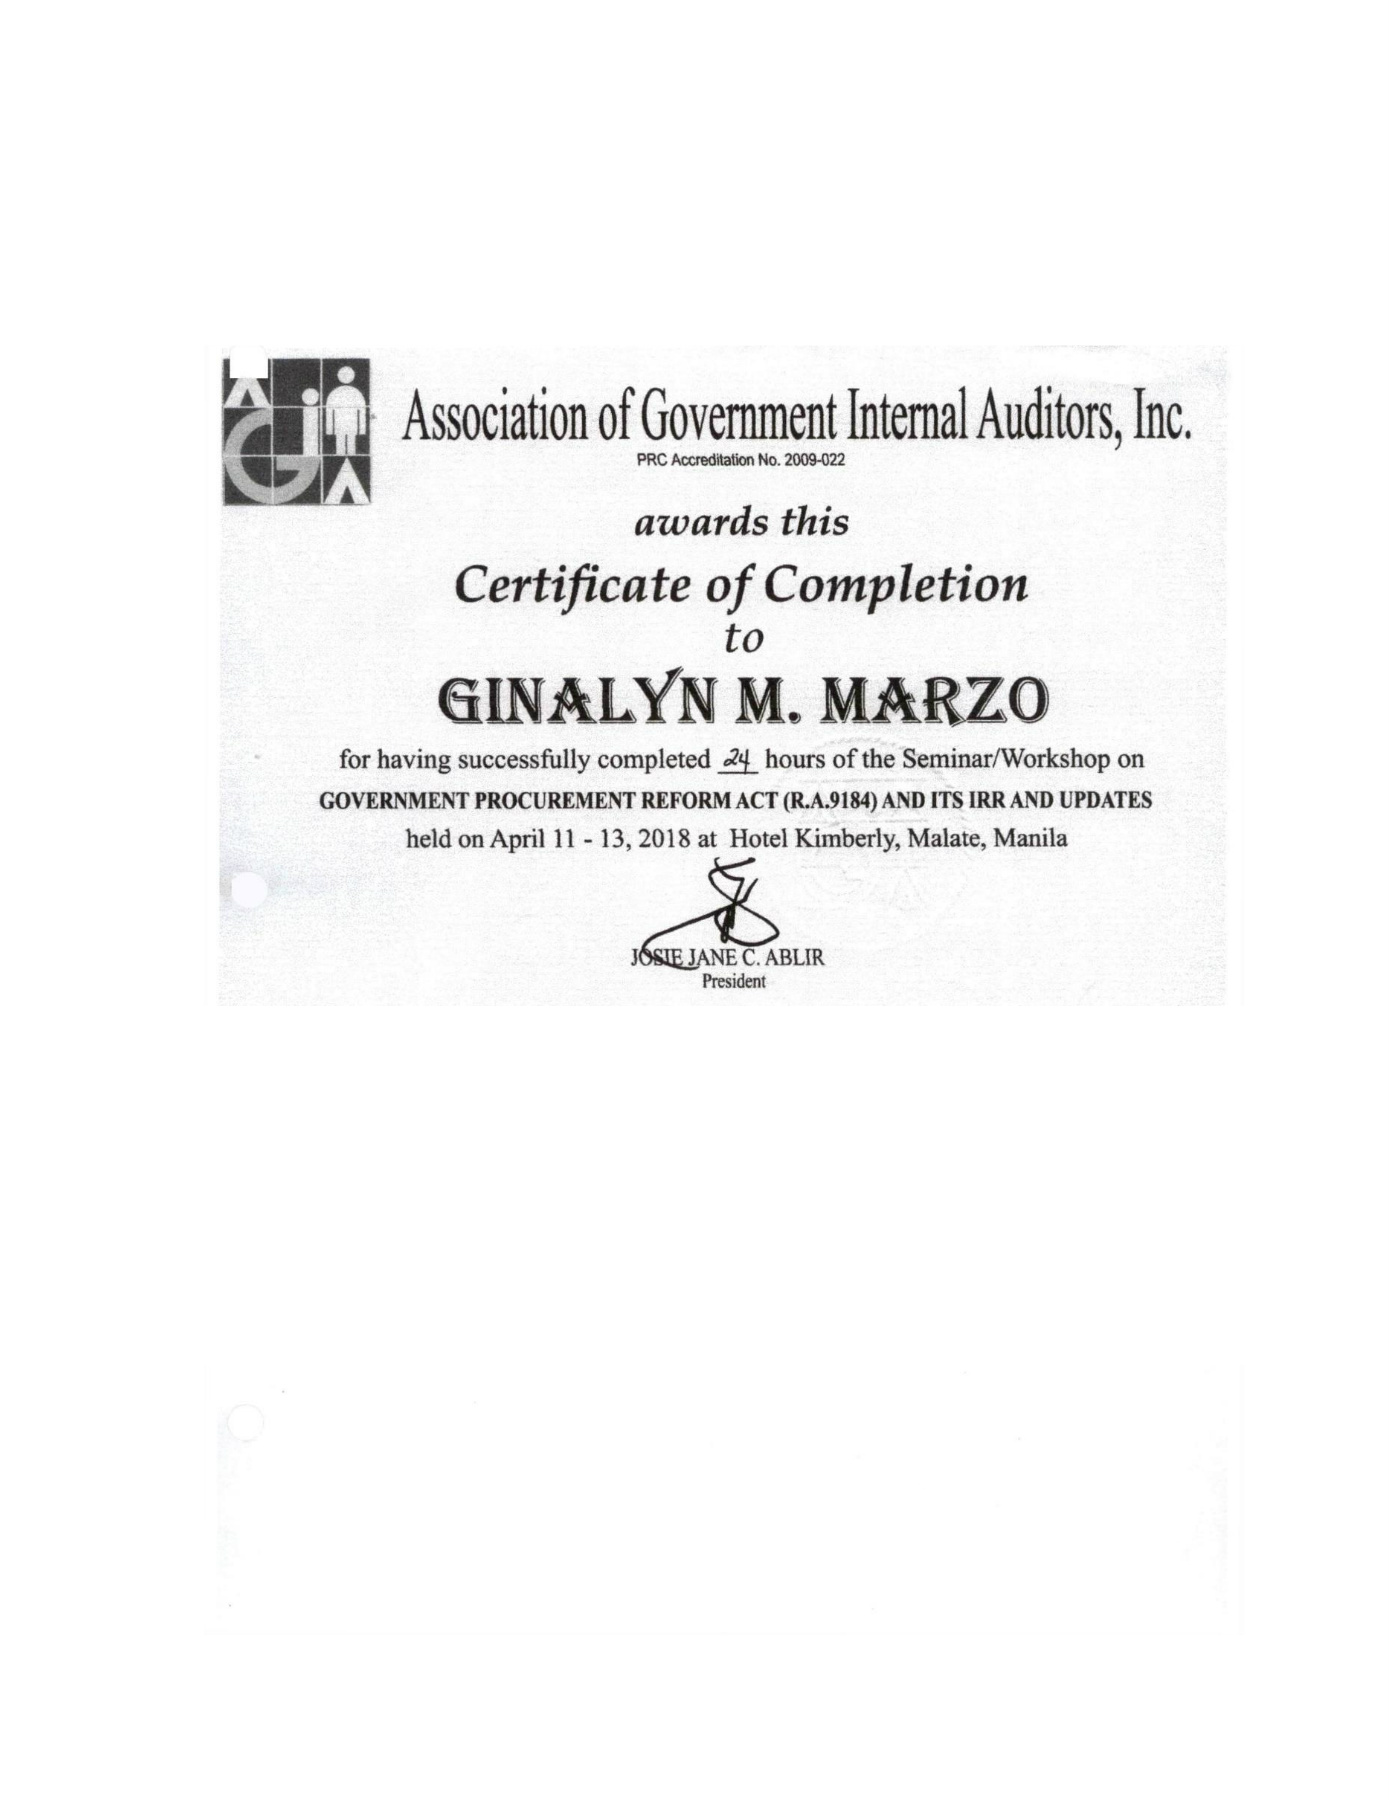 AGIA
Association of Government Internal Auditors, Inc.
PRC Accreditation No. 2009-022
awards this
Certificate of Completion
to
GINALYN M. MARZO
for having successfully completed 24 hours of the Seminar/Workshop on
GOVERNMENT PROCUREMENT REFORM ACT (R.A.9184) AND ITS IRR AND UPDATES
held on April 11 - 13, 2018 at Hotel Kimberly, Malate, Manila
JOSIE JANE C. ABLIR
President